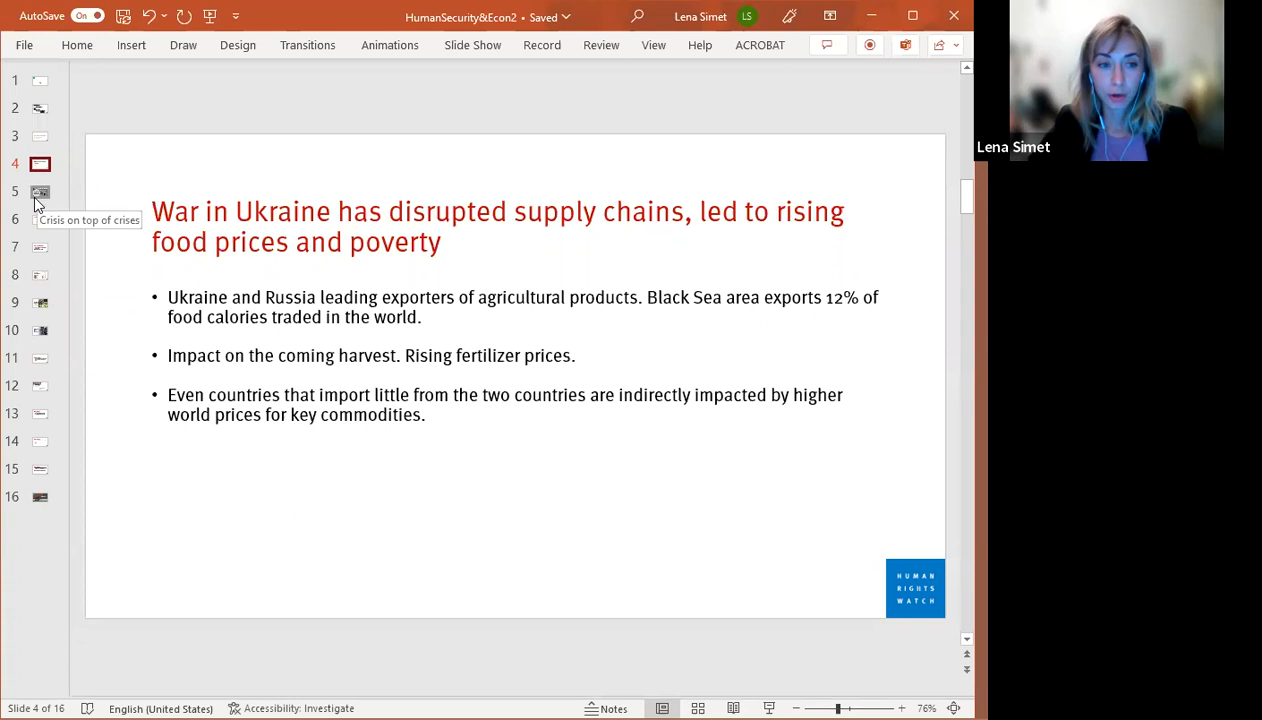 AutoSave On
HumanSecurity&Econ2 • Saved
Lena Simet LS
File Home Insert Draw Design Transitions Animations Slide Show Record Review View Help ACROBAT
1
2
3
4
5
Crisis on top of crises
6
7
8
9
10
11
12
13
14
15
16
War in Ukraine has disrupted supply chains, led to rising
food prices and poverty
• Ukraine and Russia leading exporters of agricultural products. Black Sea area exports 12% of
food calories traded in the world.
• Impact on the coming harvest. Rising fertilizer prices.
• Even countries that import little from the two countries are indirectly impacted by higher
world prices for key commodities.
HUMAN
RIGHTS
WATCH
Slide 4 of 16 English (United States) Accessibility: Investigate Notes 76%
Lena Simet